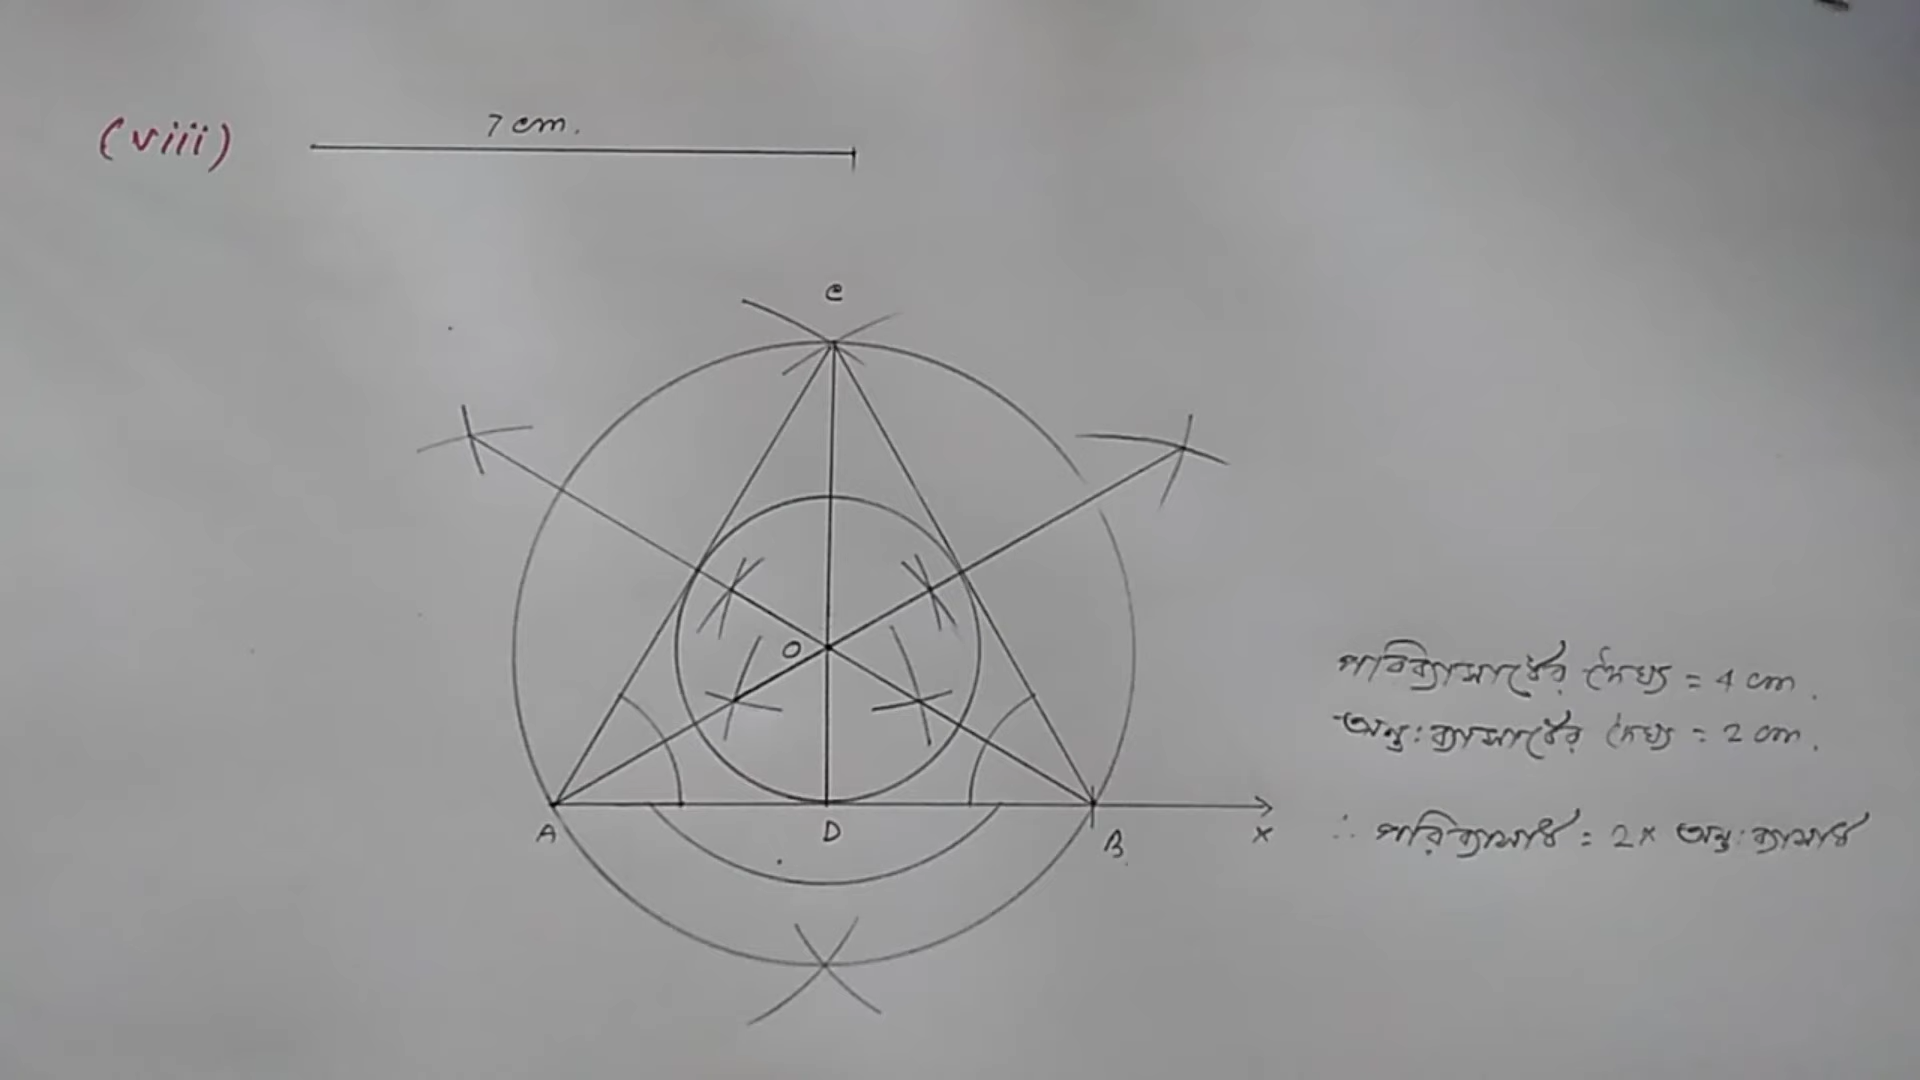 (viii)
7 cm.
C
O
A
D
B
x
পরিব্যাসার্ধের দৈর্ঘ্য = 4 cm.
অন্ত:ব্যাসার্ধের দৈর্ঘ্য = 2 cm.
∴ পরিব্যাসার্ধ = 2 x অন্ত:ব্যাসার্ধ